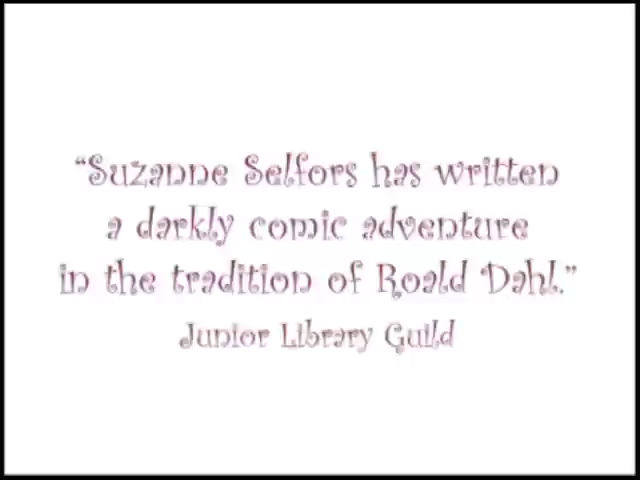 “Suzanne Selfors has written
a darkly comic adventure
in the tradition of Roald Dahl.”
Junior Library Guild